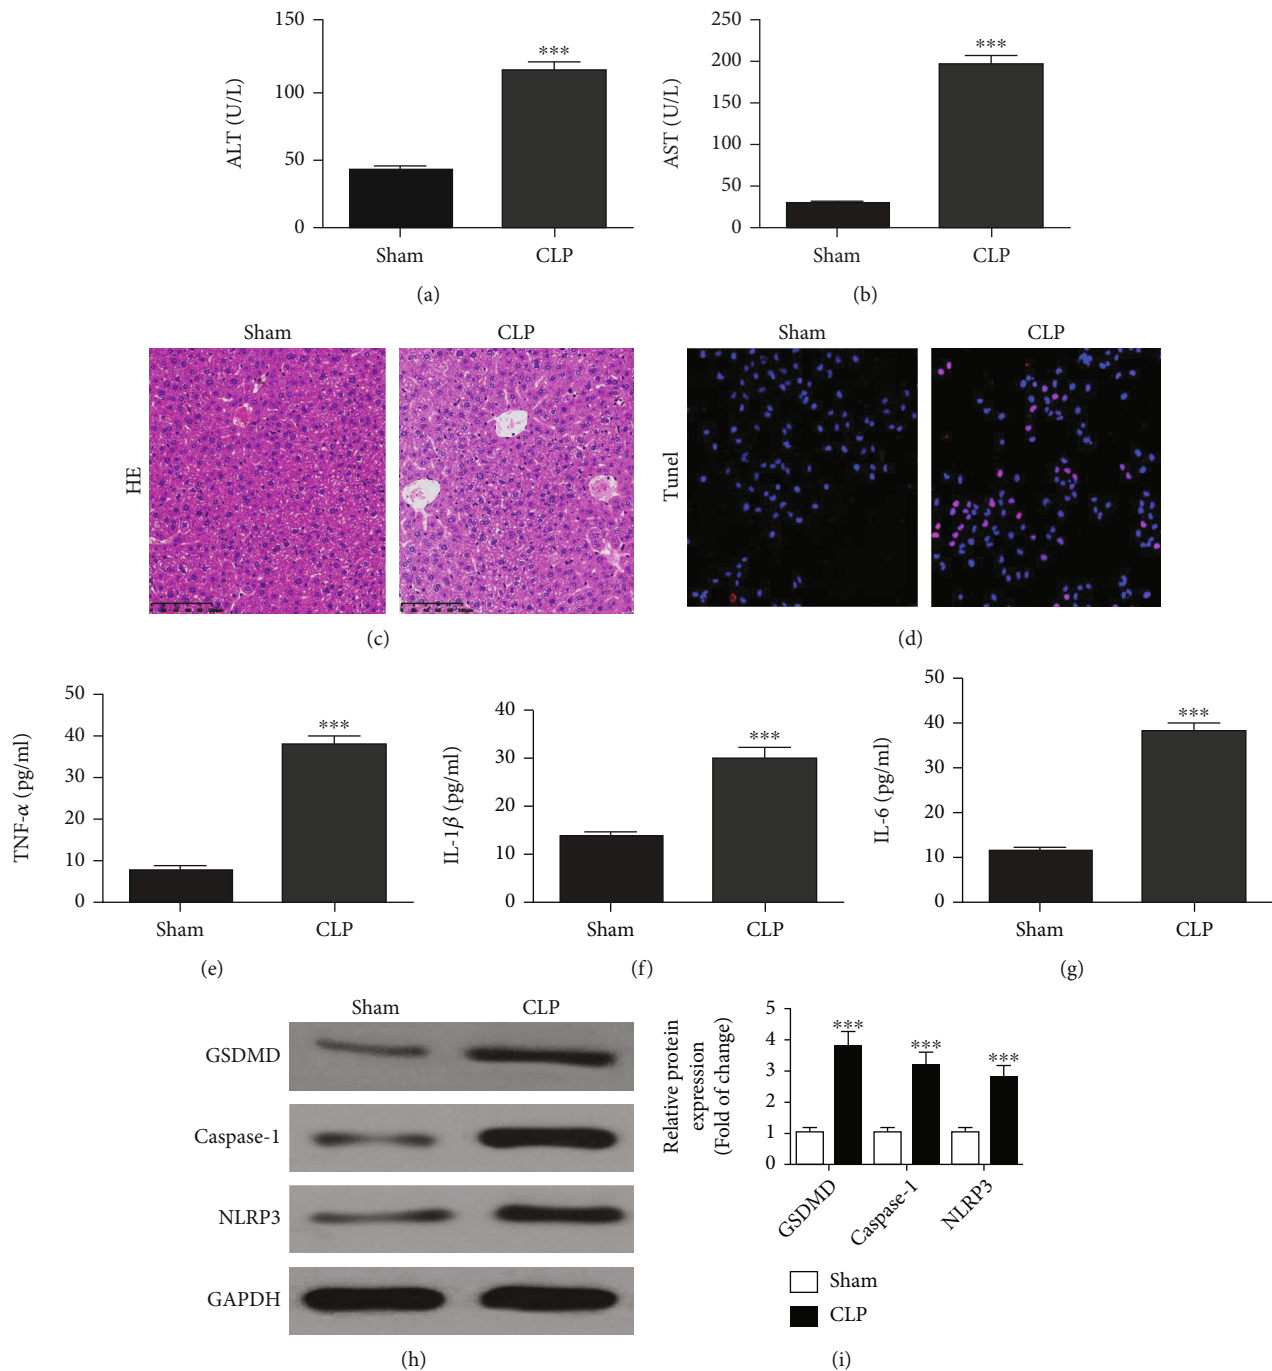 150
100
50
0
ALT (U/L)
***
Sham
CLP
(a)
250
200
150
100
50
0
AST (U/L)
***
Sham
CLP
(b)
Sham
CLP
HE
(c)
Sham
CLP
Tunel
(d)
50
40
30
20
10
0
TNF-α (pg/ml)
***
Sham
CLP
(e)
40
30
20
10
0
IL-1β (pg/ml)
***
Sham
CLP
(f)
50
40
30
20
10
0
IL-6 (pg/ml)
***
Sham
CLP
(g)
Sham
CLP
GSDMD
Caspase-1
NLRP3
GAPDH
(h)
5
4
3
2
1
0
Relative protein
expression
(Fold of change)
***
***
***
GSDMD
Caspase-1
NLRP3
Sham
CLP
(i)